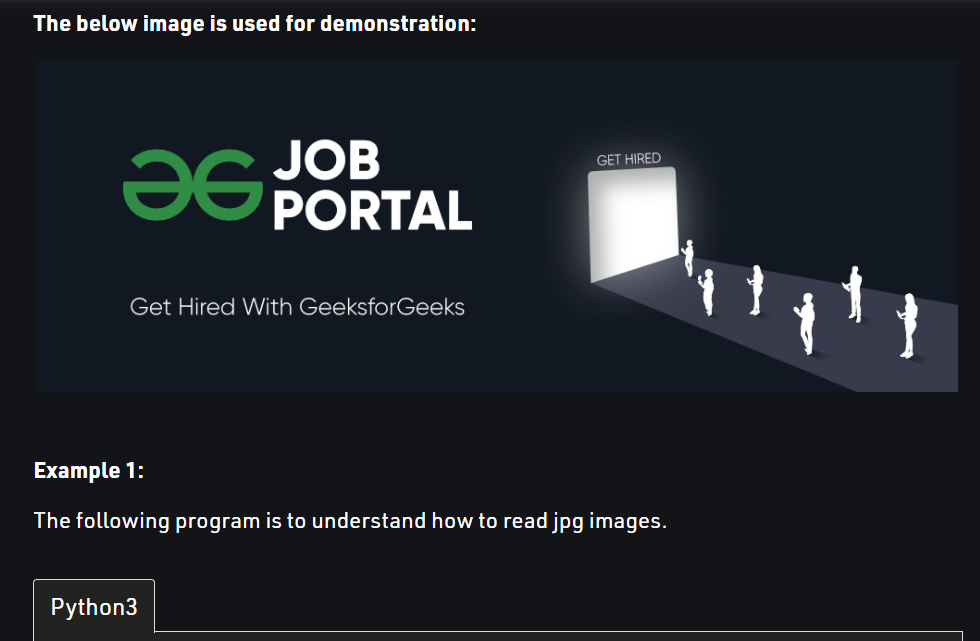 The below image is used for demonstration:
JOB
PORTAL
Get Hired With GeeksforGeeks
GET HIRED
Example 1:
The following program is to understand how to read jpg images.
Python3